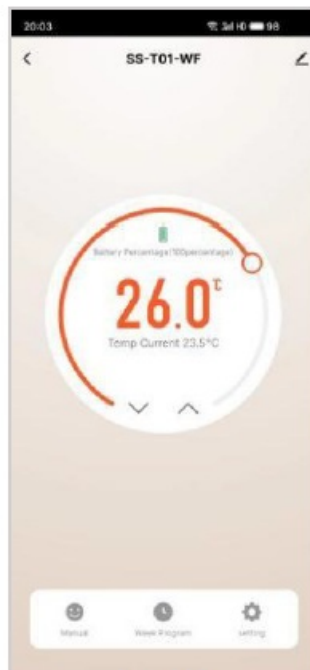 20:03 HD 98
SS-T01-WF
Battery Percentage(100percentage)
26.0℃
Temp Current 23.5°C
Manual Week Program setting